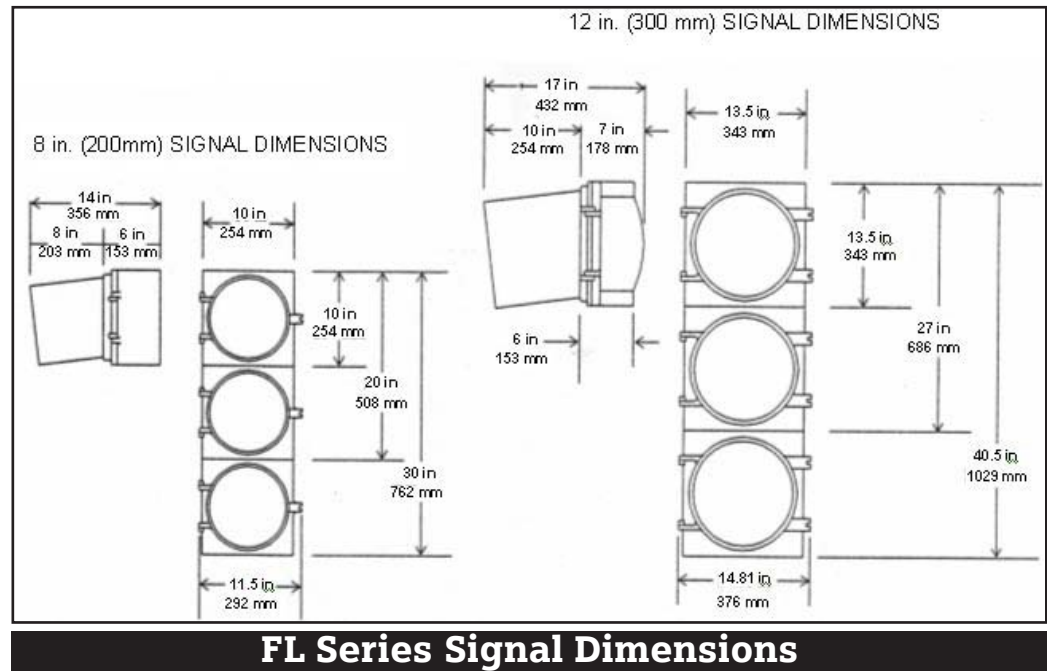 12 in. (300 mm) SIGNAL DIMENSIONS
17 in
432 mm
10 in
254 mm
7 in
178 mm
13.5 in
343 mm
13.5 in
343 mm
27 in
686 mm
40.5 in
1029 mm
6 in
153 mm
14.81 in
376 mm
8 in. (200mm) SIGNAL DIMENSIONS
14 in
356 mm
8 in
203 mm
6 in
153 mm
10 in
254 mm
10 in
254 mm
20 in
508 mm
30 in
762 mm
11.5 in
292 mm
FL Series Signal Dimensions